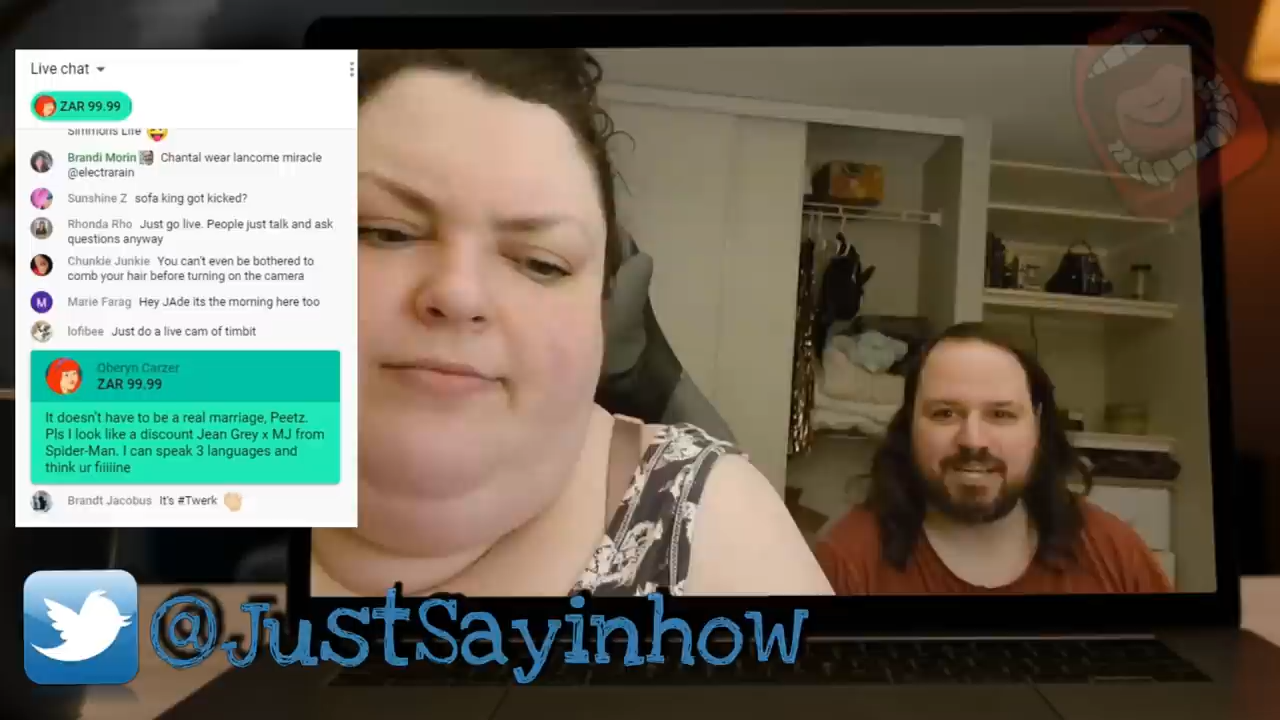 Live chat
ZAR 99.99
Simmons Life
Brandi Morin Chantal wear lancome miracle
@electrarain
Sunshine Z sofa king got kicked?
Rhonda Rho Just go live. People just talk and ask
questions anyway
Chunkie Junkie You can't even be bothered to
comb your hair before turning on the camera
M Marie Farag Hey JAde its the morning here too
lofibee Just do a live cam of timbit
Oberyn Carzer
ZAR 99.99
It doesn't have to be a real marriage, Peetz.
Pls I look like a discount Jean Grey x MJ from
Spider-Man. I can speak 3 languages and
think ur fiiiiine
Brandt Jacobus It's #Twerk
@JustSayinhow